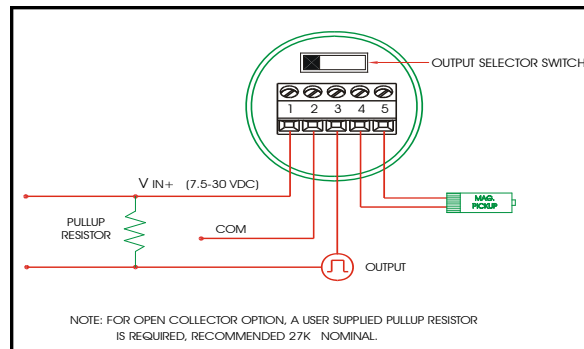 OUTPUT SELECTOR SWITCH
1 2 3 4 5
V IN+ (7.5-30 VDC)
MAG.
PICKUP
PULLUP
RESISTOR
COM
OUTPUT
NOTE: FOR OPEN COLLECTOR OPTION, A USER SUPPLIED PULLUP RESISTOR
IS REQUIRED, RECOMMENDED 27K NOMINAL.